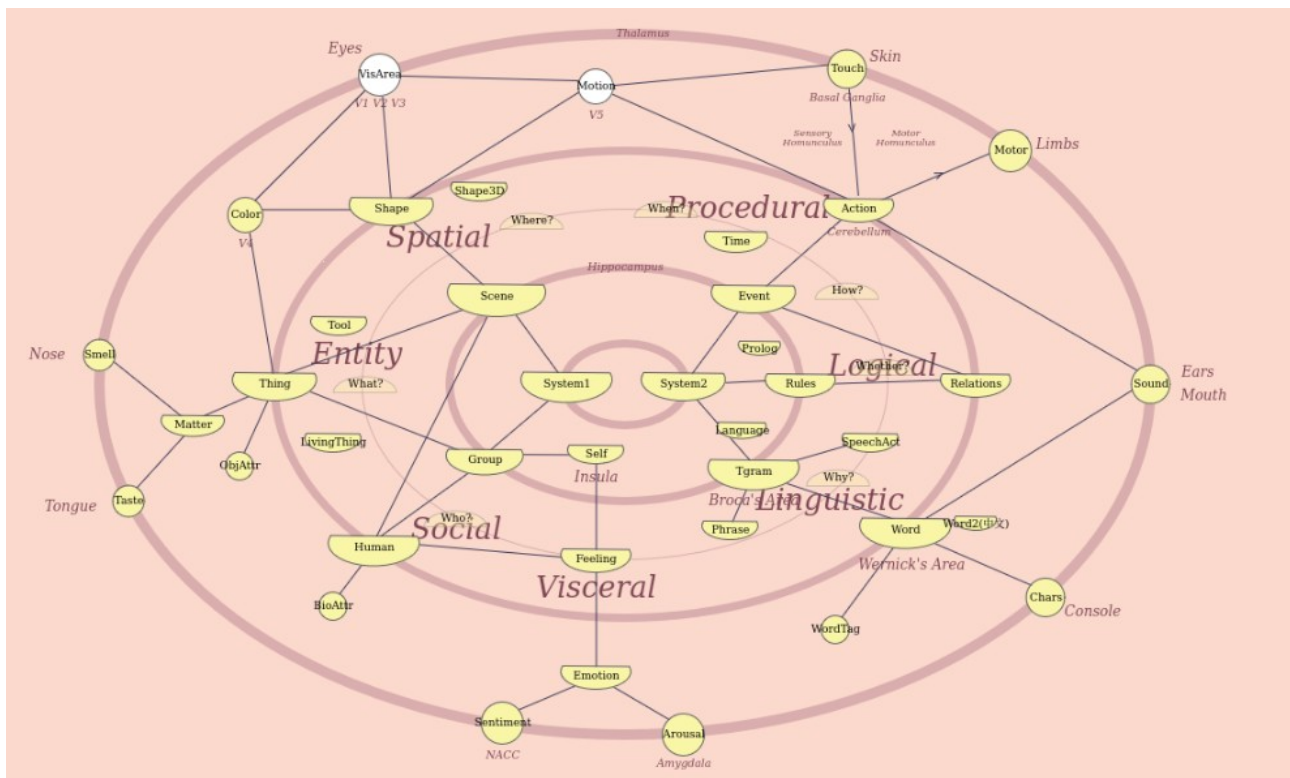 Thalamus
Eyes
VisArea
V1 V2 V3
Motion
V5
Skin
Touch
Basal Ganglia
Sensory
Homunculus
Motor
Homunculus
Motor
Limbs
Color
V4
Shape
Shape3D
Spatial
Where?
When?
Procedural
Action
Cerebellum
Time
Hippocampus
Scene
Event
How?
Tool
Entity
Prolog
Whether?
Logical
Nose
Smell
Thing
What?
System1
System2
Rules
Relations
Sound
Ears
Mouth
Matter
LivingThing
ObjAttr
Group
Self
Insula
Language
SpeechAct
Tgram
Why?
Broca's Area
Linguistic
Tongue
Taste
Who?
Social
Phrase
Word
Word2(中文)
Human
Feeling
Wernick's Area
Visceral
BioAttr
Chars
Console
WordTag
Emotion
Sentiment
NACC
Arousal
Amygdala